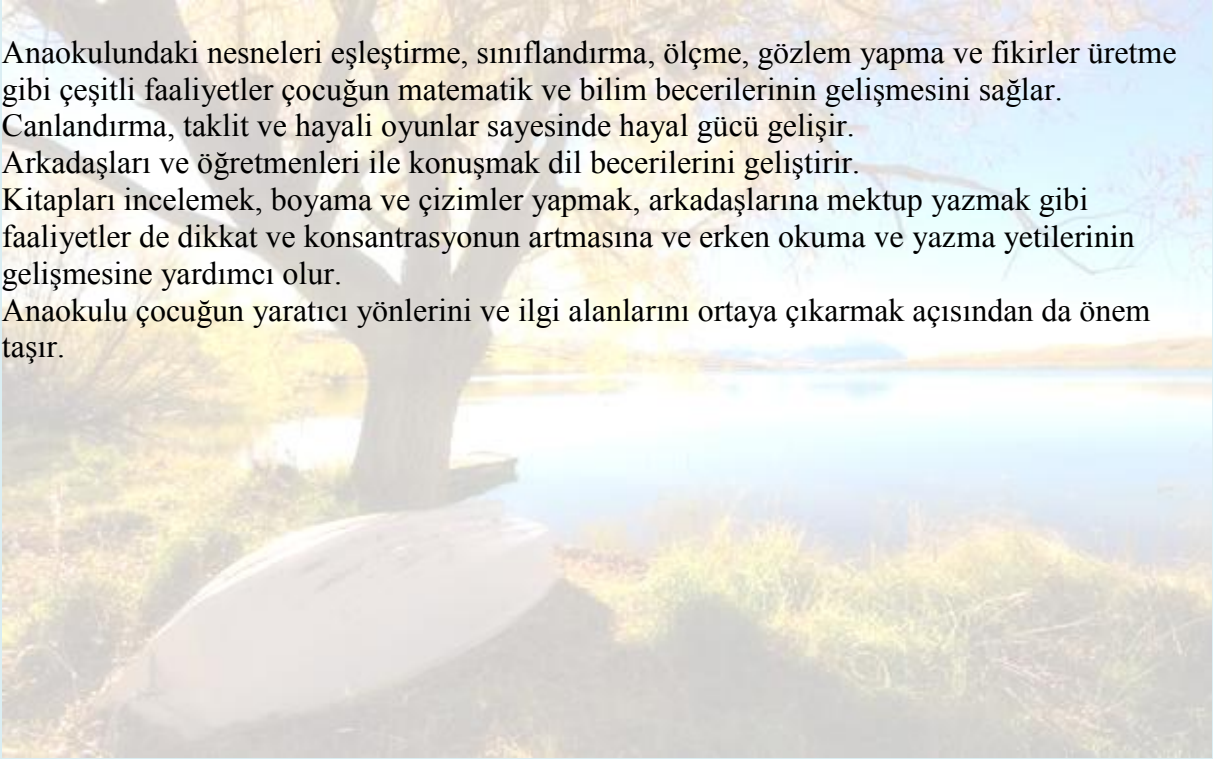 Anaokulundaki nesneleri eşleştirme, sınıflandırma, ölçme, gözlem yapma ve fikirler üretme
gibi çeşitli faaliyetler çocuğun matematik ve bilim becerilerinin gelişmesini sağlar.
Canlandırma, taklit ve hayali oyunlar sayesinde hayal gücü gelişir.
Arkadaşları ve öğretmenleri ile konuşmak dil becerilerini geliştirir.
Kitapları incelemek, boyama ve çizimler yapmak, arkadaşlarına mektup yazmak gibi
faaliyetler de dikkat ve konsantrasyonun artmasına ve erken okuma ve yazma yetilerinin
gelişmesine yardımcı olur.
Anaokulu çocuğun yaratıcı yönlerini ve ilgi alanlarını ortaya çıkarmak açısından da önem
taşır.